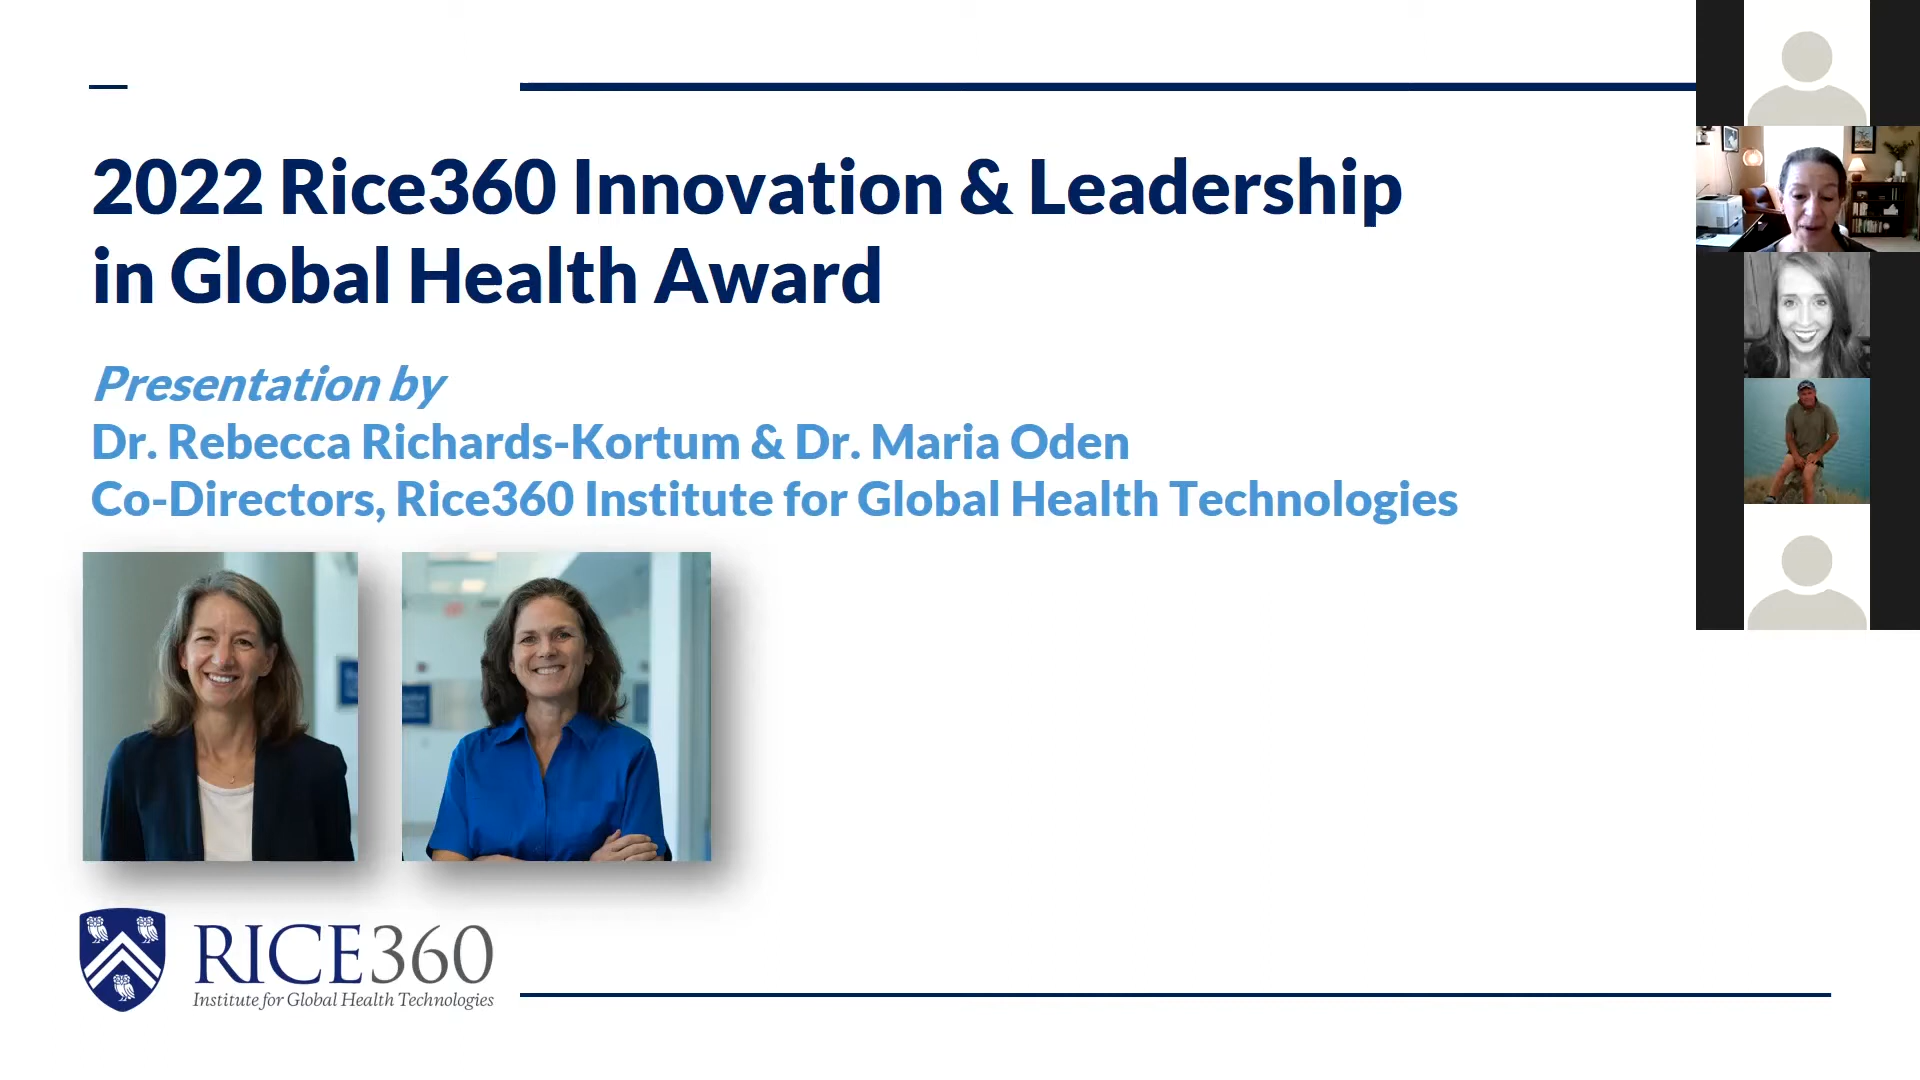 2022 Rice360 Innovation & Leadership
in Global Health Award
Presentation by
Dr. Rebecca Richards-Kortum & Dr. Maria Oden
Co-Directors, Rice360 Institute for Global Health Technologies
RICE360
Institute for Global Health Technologies